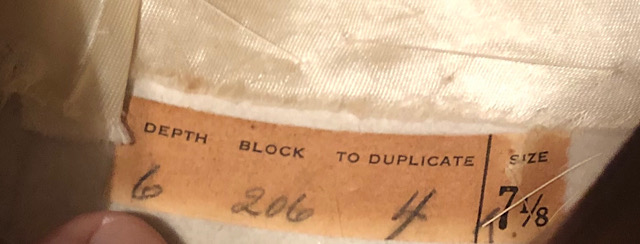 DEPTH BLOCK TO DUPLICATE SIZE
6 206 4 7 1/8